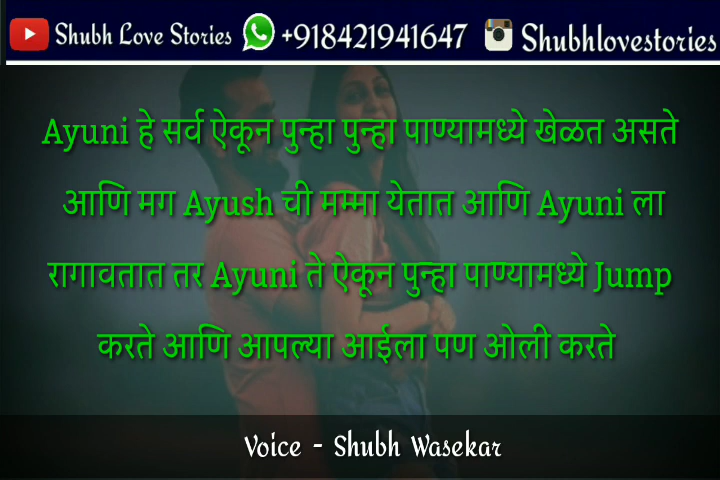 Shubh Love Stories +918421941647 Shubhlovestories
Ayuni हे सर्व ऐकून पुन्हा पुन्हा पाण्यामध्ये खेळत असते
आणि मग Ayush ची मम्मा येतात आणि Ayuni ला
रागावतात तर Ayuni ते ऐकून पुन्हा पाण्यामध्ये Jump
करते आणि आपल्या आईला पण ओली करते
Voice - Shubh Wasekar